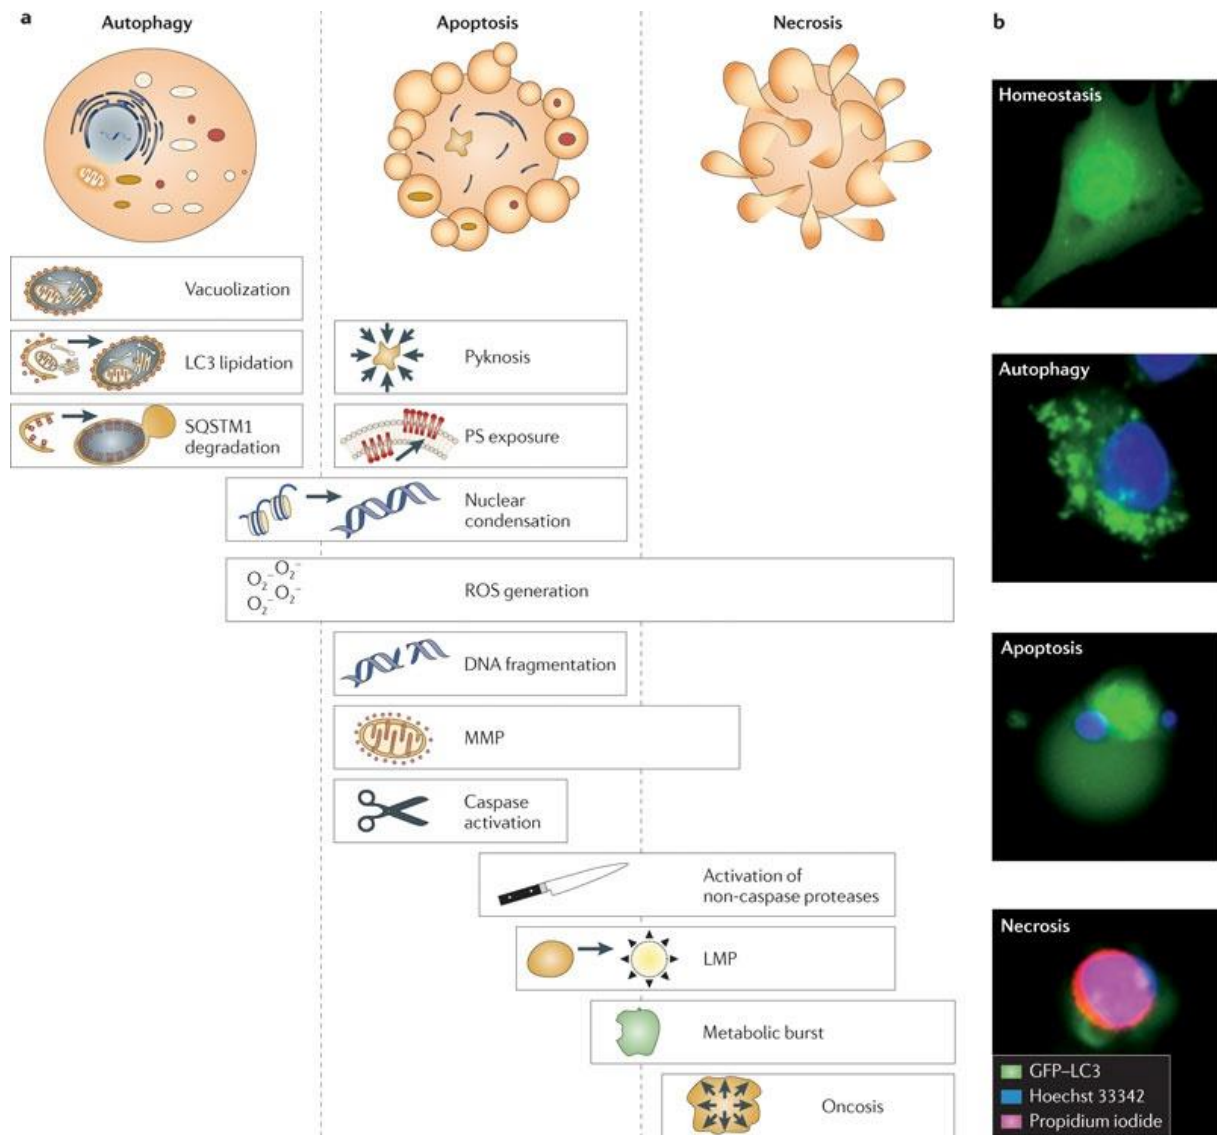 a
Autophagy
Apoptosis
Necrosis
Vacuolization
LC3 lipidation
Pyknosis
SQSTM1
degradation
PS exposure
Nuclear
condensation
O₂⁻ O₂⁻
O₂⁻ O₂⁻
ROS generation
DNA fragmentation
MMP
Caspase
activation
Activation of
non-caspase proteases
LMP
Metabolic burst
Oncosis
b
Homeostasis
Autophagy
Apoptosis
Necrosis
GFP–LC3
Hoechst 33342
Propidium iodide